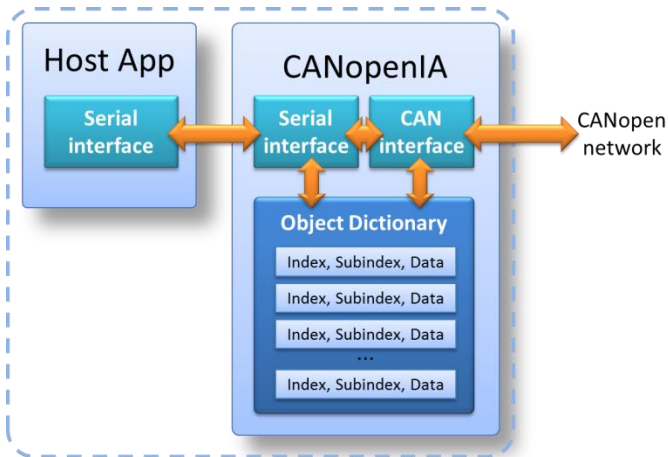 Host App
Serial
interface
CANopenIA
Serial
interface
CAN
interface
CANopen
network
Object Dictionary
Index, Subindex, Data
Index, Subindex, Data
Index, Subindex, Data
...
Index, Subindex, Data